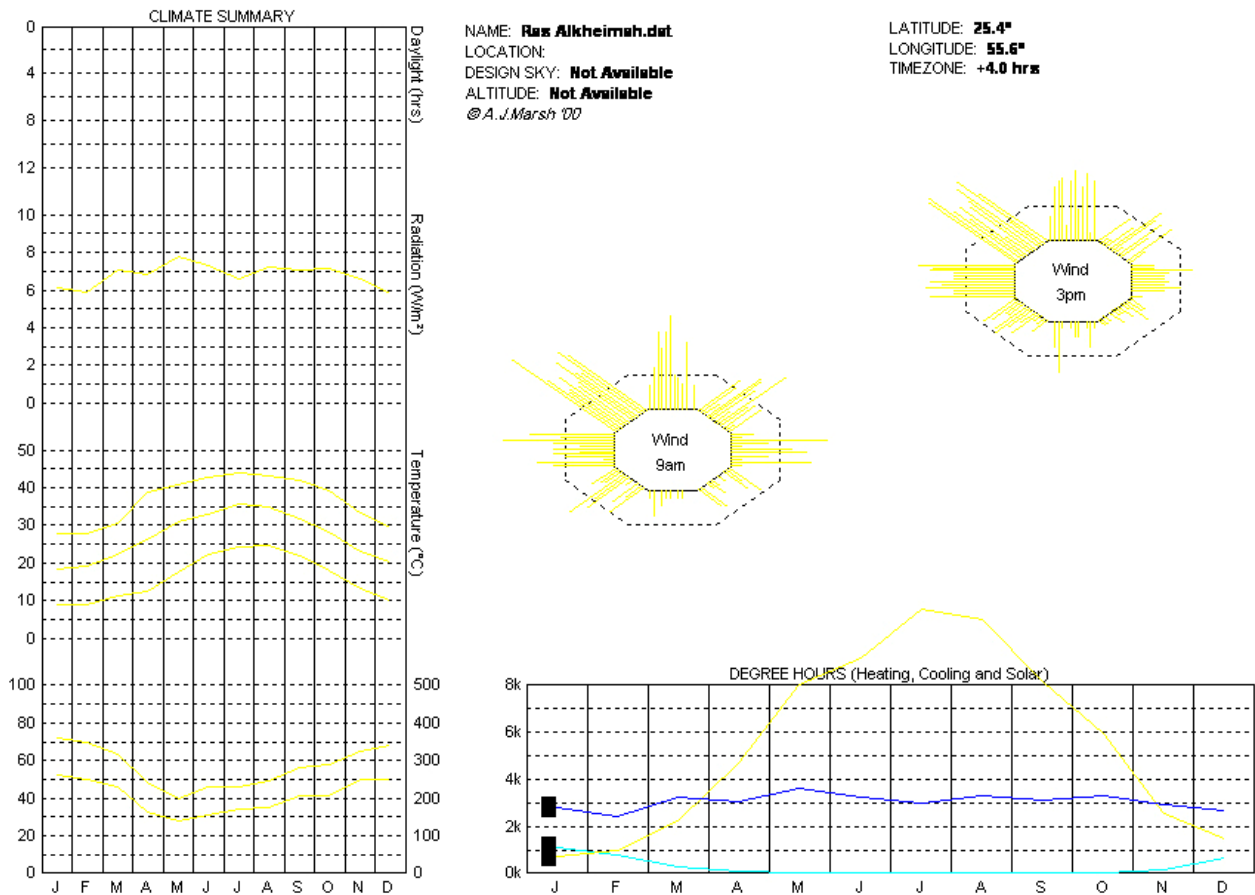 CLIMATE SUMMARY
NAME: Ras Alkheimah.dat
LOCATION:
DESIGN SKY: Not Available
ALTITUDE: Not Available
© A.J.Marsh '00
LATITUDE: 25.4°
LONGITUDE: 55.6°
TIMEZONE: +4.0 hrs
0
4
8
12
Daylight (hrs)
10
8
6
4
2
0
Radiation (W/m²)
50
40
30
20
10
0
Temperature (°C)
100
80
60
40
20
0
500
400
300
200
100
0
J F M A M J J A S O N D
Wind
3pm
Wind
9am
DEGREE HOURS (Heating, Cooling and Solar)
8k
6k
4k
2k
0k
J F M A M J J A S O N D